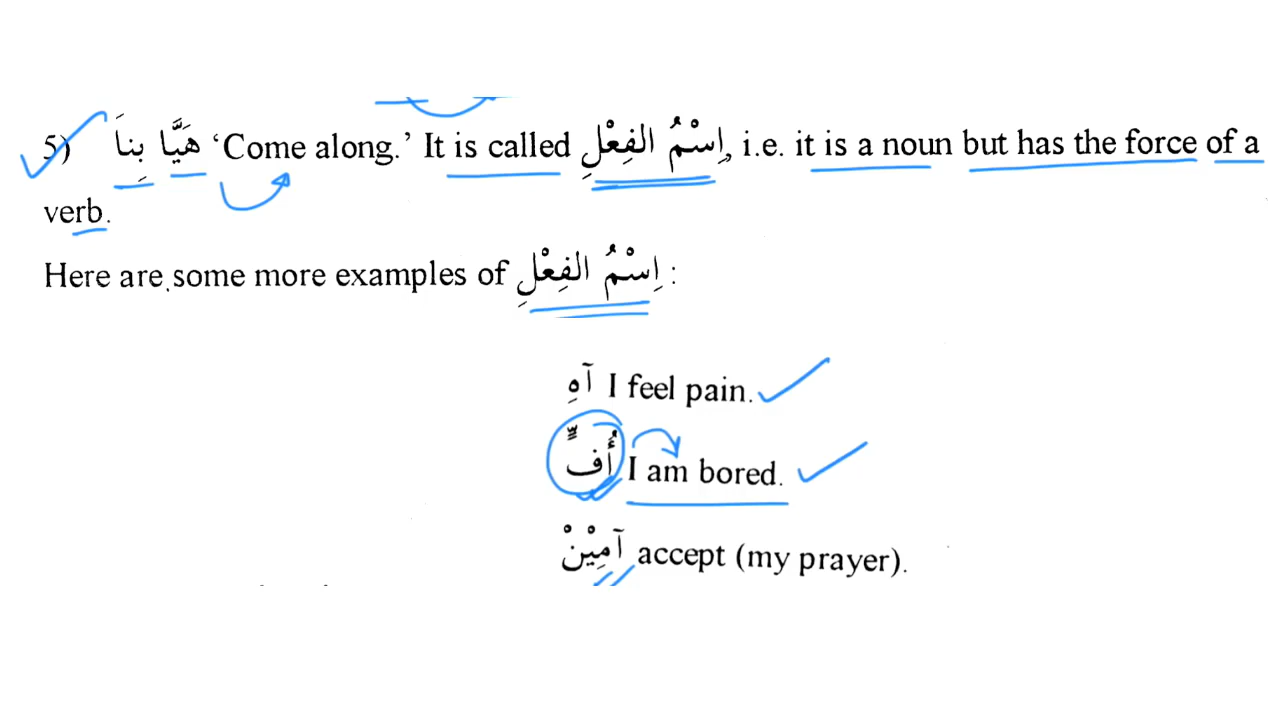 5) هَيَّا بِنَا ‘Come along.’ It is called اِسْمُ الفِعْلِ, i.e. it is a noun but has the force of a
verb.
Here are some more examples of اِسْمُ الفِعْلِ :
آهِ I feel pain.
أُفٍّ I am bored.
آمِيْنْ accept (my prayer).